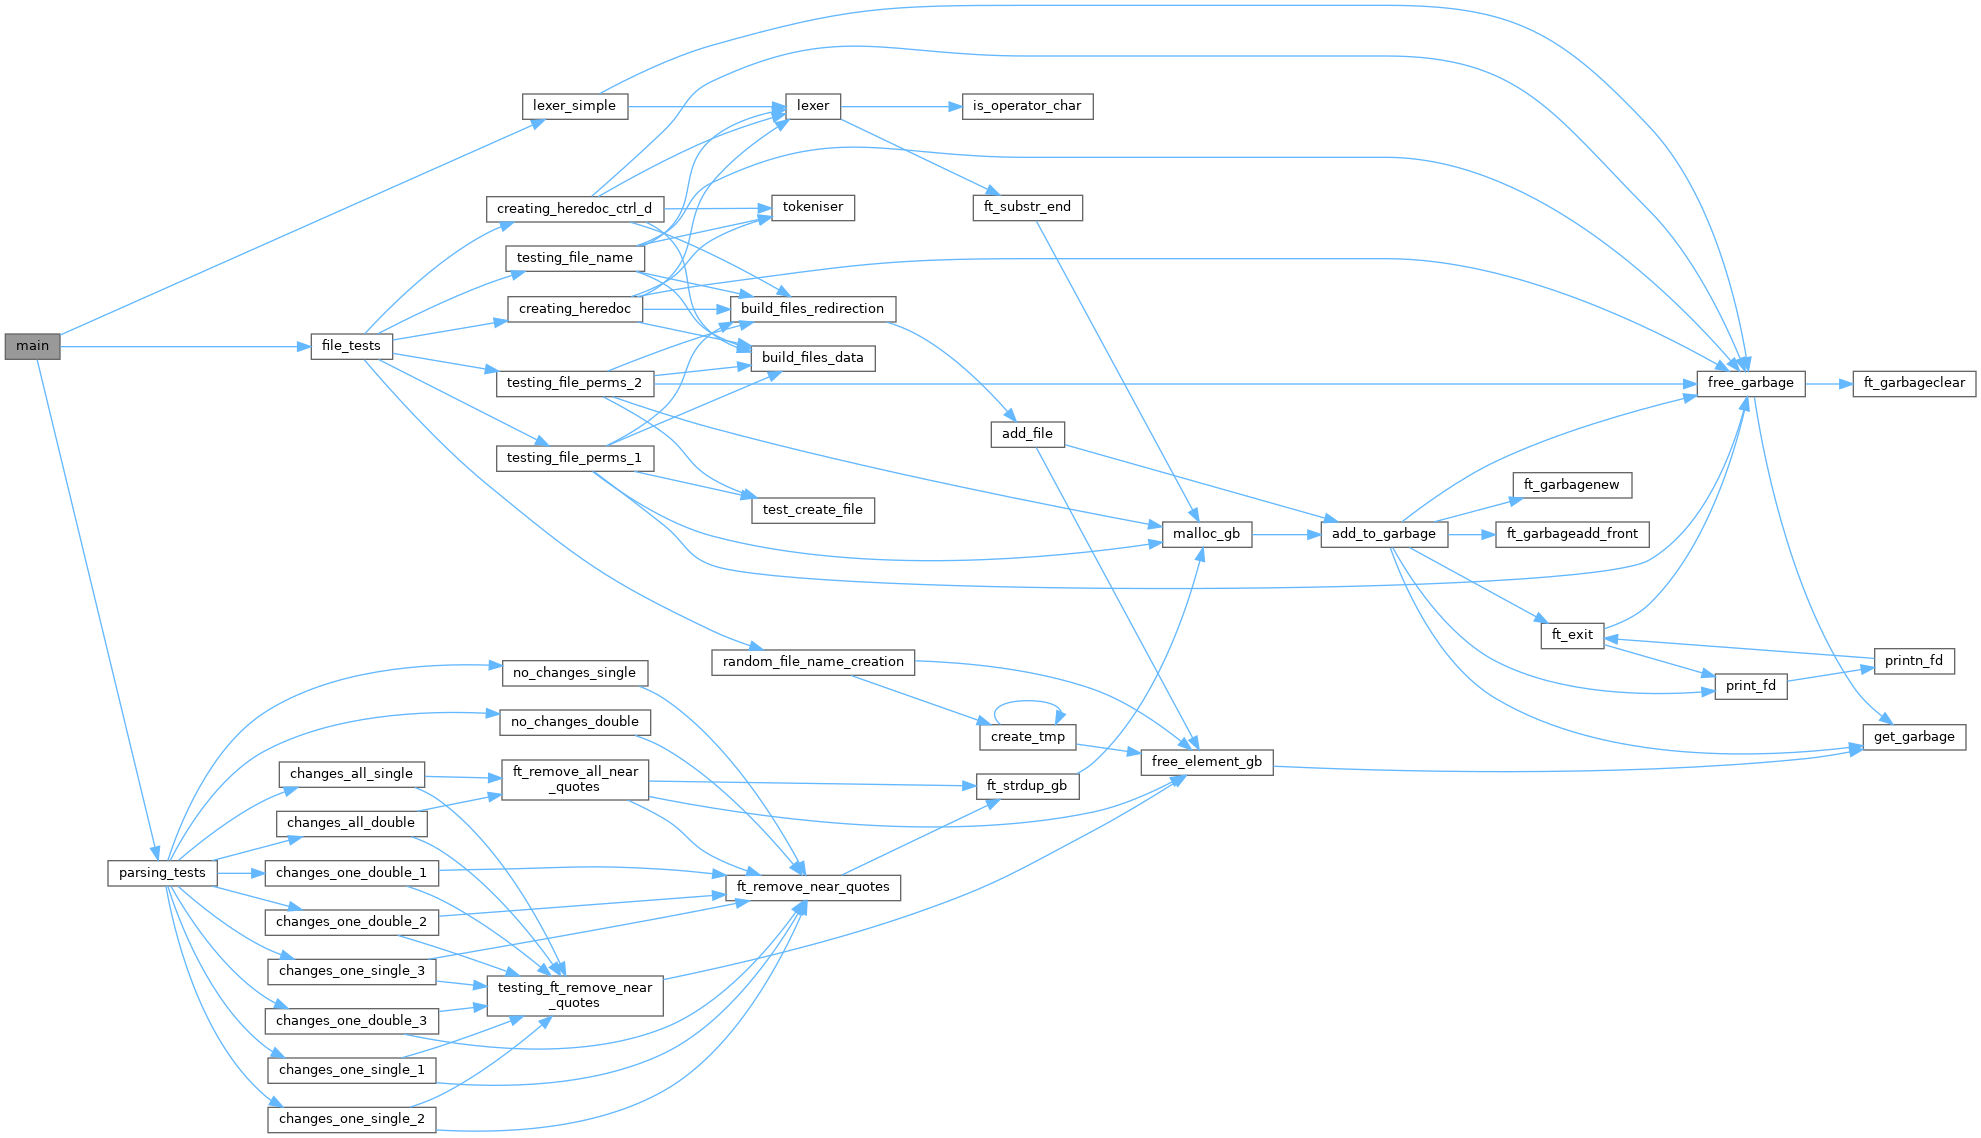 main
lexer_simple
file_tests
parsing_tests
creating_heredoc_ctrl_d
testing_file_name
creating_heredoc
testing_file_perms_2
testing_file_perms_1
random_file_name_creation
lexer
is_operator_char
tokeniser
ft_substr_end
build_files_redirection
build_files_data
test_create_file
add_file
malloc_gb
add_to_garbage
free_garbage
ft_garbageclear
ft_garbagenew
ft_garbageadd_front
ft_exit
print_fd
printn_fd
get_garbage
create_tmp
free_element_gb
ft_strdup_gb
no_changes_single
no_changes_double
changes_all_single
ft_remove_all_near
_quotes
changes_all_double
changes_one_double_1
ft_remove_near_quotes
changes_one_double_2
changes_one_single_3
testing_ft_remove_near
_quotes
changes_one_double_3
changes_one_single_1
changes_one_single_2